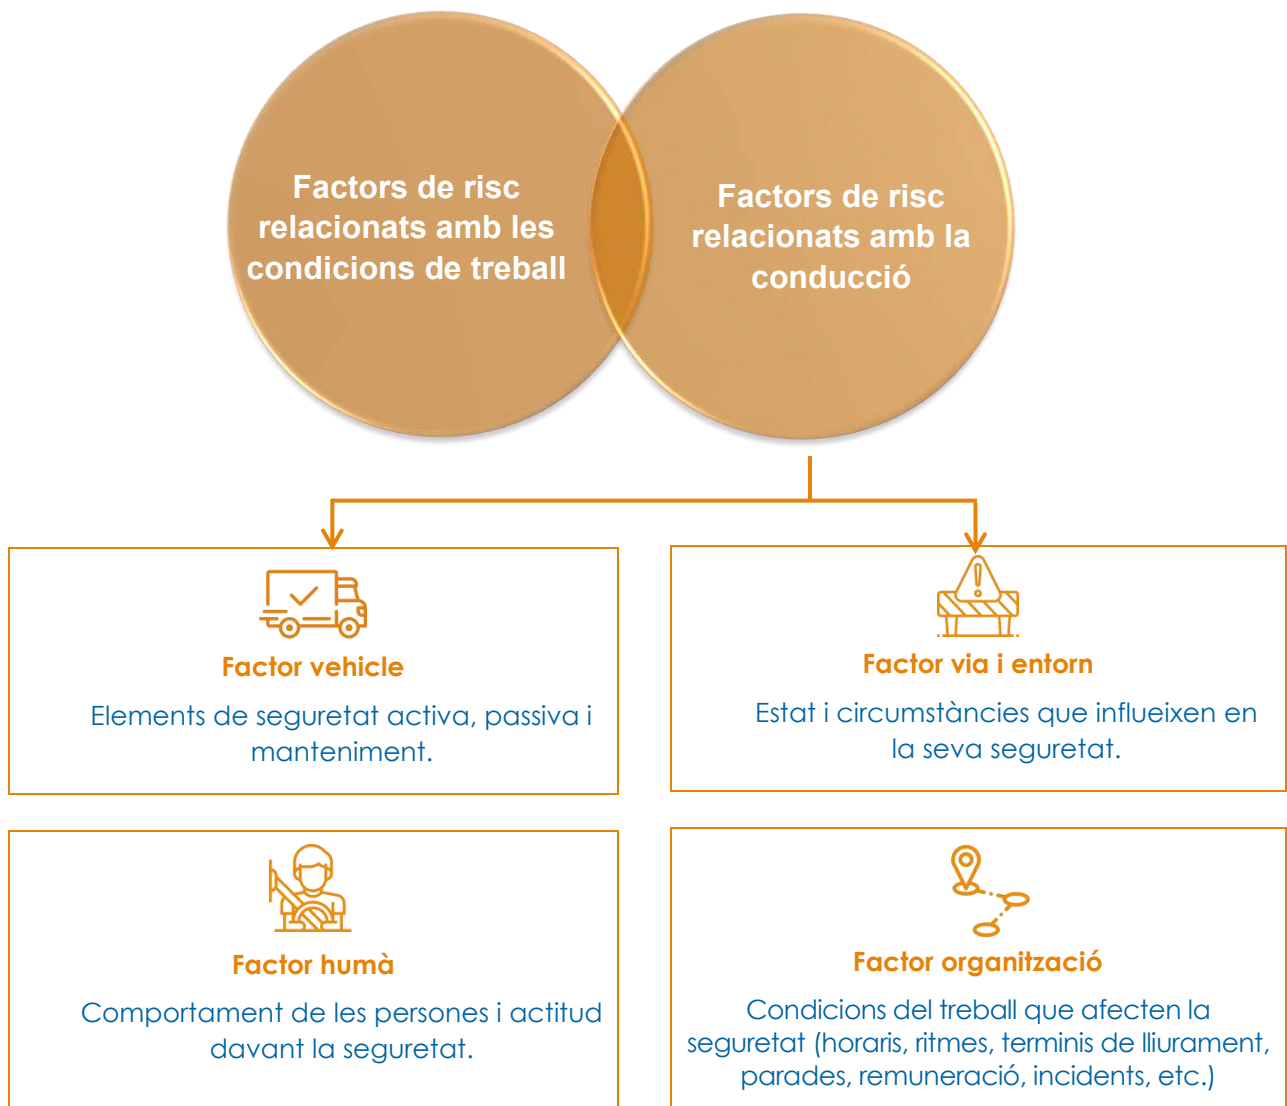 Factors de risc
relacionats amb les
condicions de treball
Factors de risc
relacionats amb la
conducció
Factor vehicle
Elements de seguretat activa, passiva i
manteniment.
Factor via i entorn
Estat i circumstàncies que influeixen en
la seva seguretat.
Factor humà
Comportament de les persones i actitud
davant la seguretat.
Factor organització
Condicions del treball que afecten la
seguretat (horaris, ritmes, terminis de lliurament,
parades, remuneració, incidents, etc.)